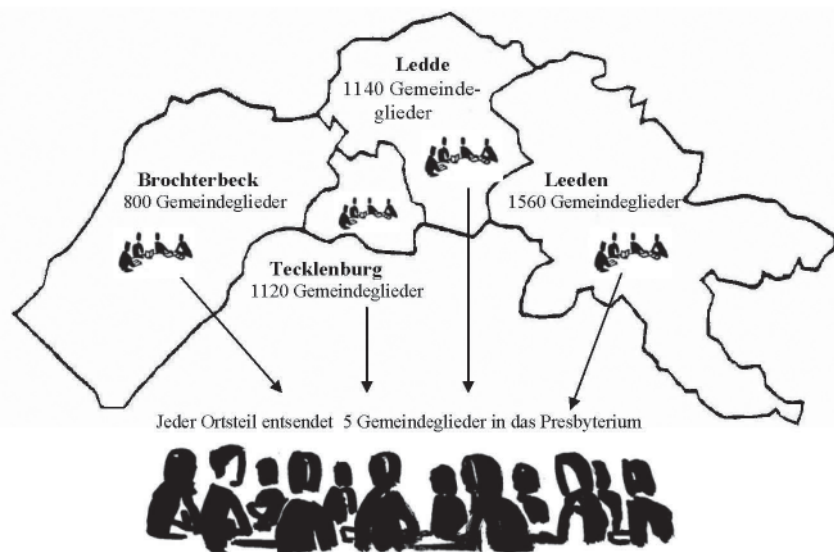 Ledde
1140 Gemeinde-
glieder
Brochterbeck
800 Gemeindeglieder
Leeden
1560 Gemeindeglieder
Tecklenburg
1120 Gemeindeglieder
Jeder Ortsteil entsendet 5 Gemeindeglieder in das Presbyterium